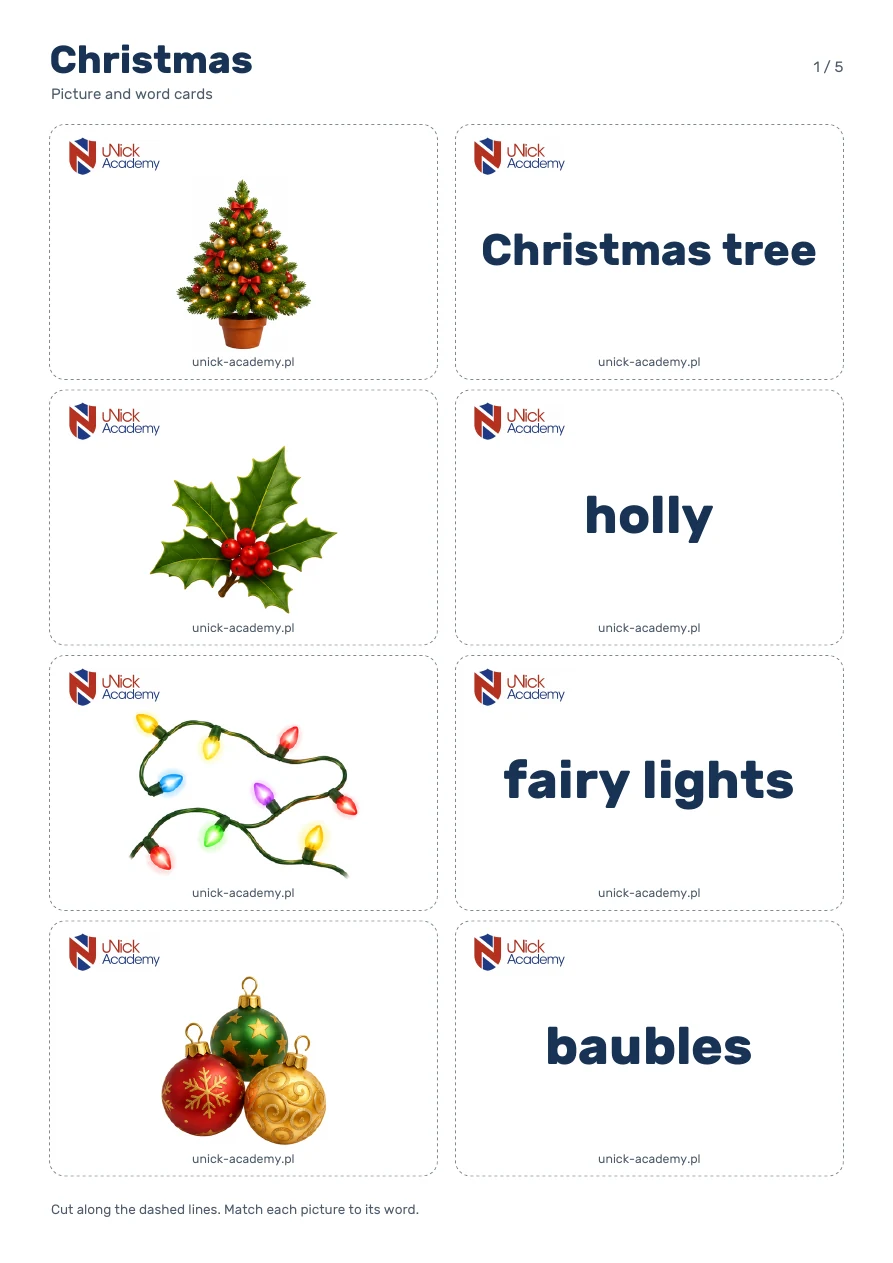 Christmas
1 / 5
Picture and word cards
uNick
Academy
unick-academy.pl
uNick
Academy
Christmas tree
unick-academy.pl
uNick
Academy
unick-academy.pl
uNick
Academy
holly
unick-academy.pl
uNick
Academy
unick-academy.pl
uNick
Academy
fairy lights
unick-academy.pl
uNick
Academy
unick-academy.pl
uNick
Academy
baubles
unick-academy.pl
Cut along the dashed lines. Match each picture to its word.